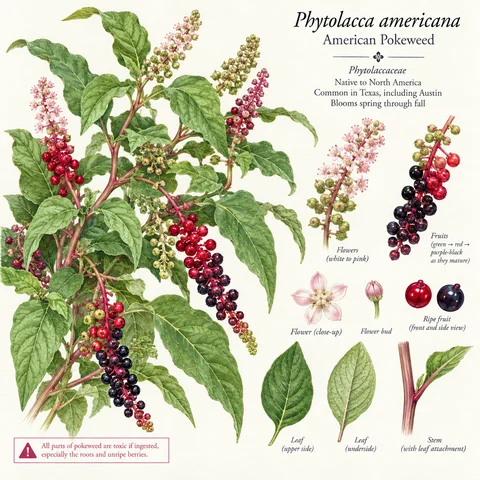 Phytolacca americana
American Pokeweed
Phytolaccaceae
Native to North America
Common in Texas, including Austin
Blooms spring through fall
Flowers
(white to pink)
Fruits
(green → red →
purple-black
as they mature)
Flower (close-up)
Flower bud
Ripe fruit
(front and side view)
Leaf
(upper side)
Leaf
(underside)
Stem
(with leaf attachment)
All parts of pokeweed are toxic if ingested,
especially the roots and unripe berries.